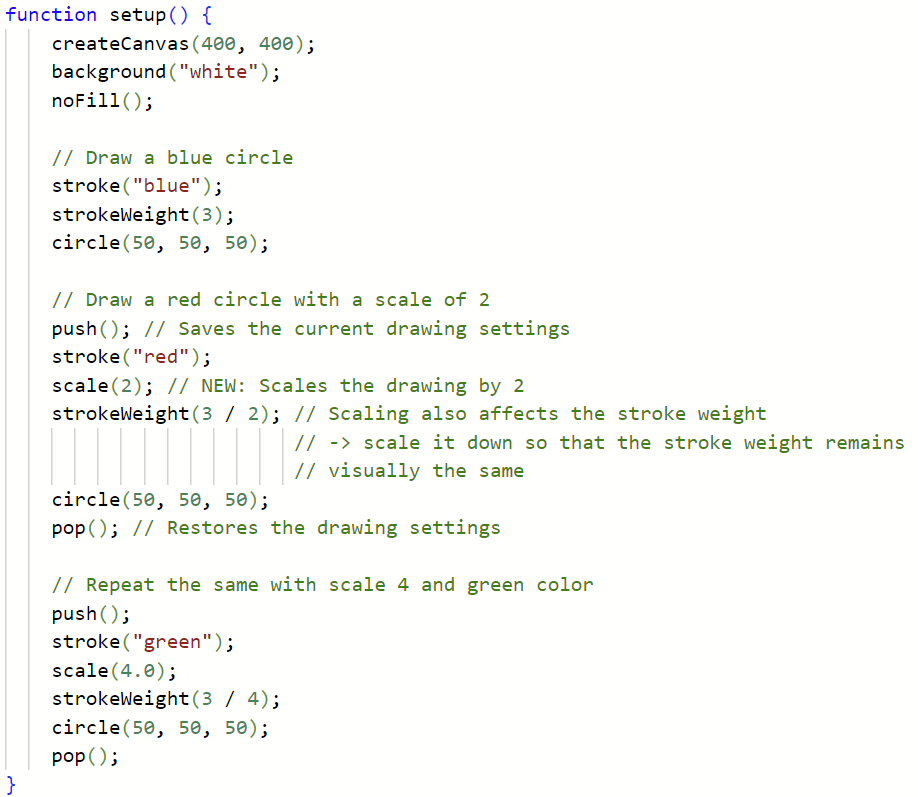 function setup() {
    createCanvas(400, 400);
    background("white");
    noFill();

    // Draw a blue circle
    stroke("blue");
    strokeWeight(3);
    circle(50, 50, 50);

    // Draw a red circle with a scale of 2
    push(); // Saves the current drawing settings
    stroke("red");
    scale(2); // NEW: Scales the drawing by 2
    strokeWeight(3 / 2); // Scaling also affects the stroke weight
                         // -> scale it down so that the stroke weight remains
                         // visually the same
    circle(50, 50, 50);
    pop(); // Restores the drawing settings

    // Repeat the same with scale 4 and green color
    push();
    stroke("green");
    scale(4.0);
    strokeWeight(3 / 4);
    circle(50, 50, 50);
    pop();
}